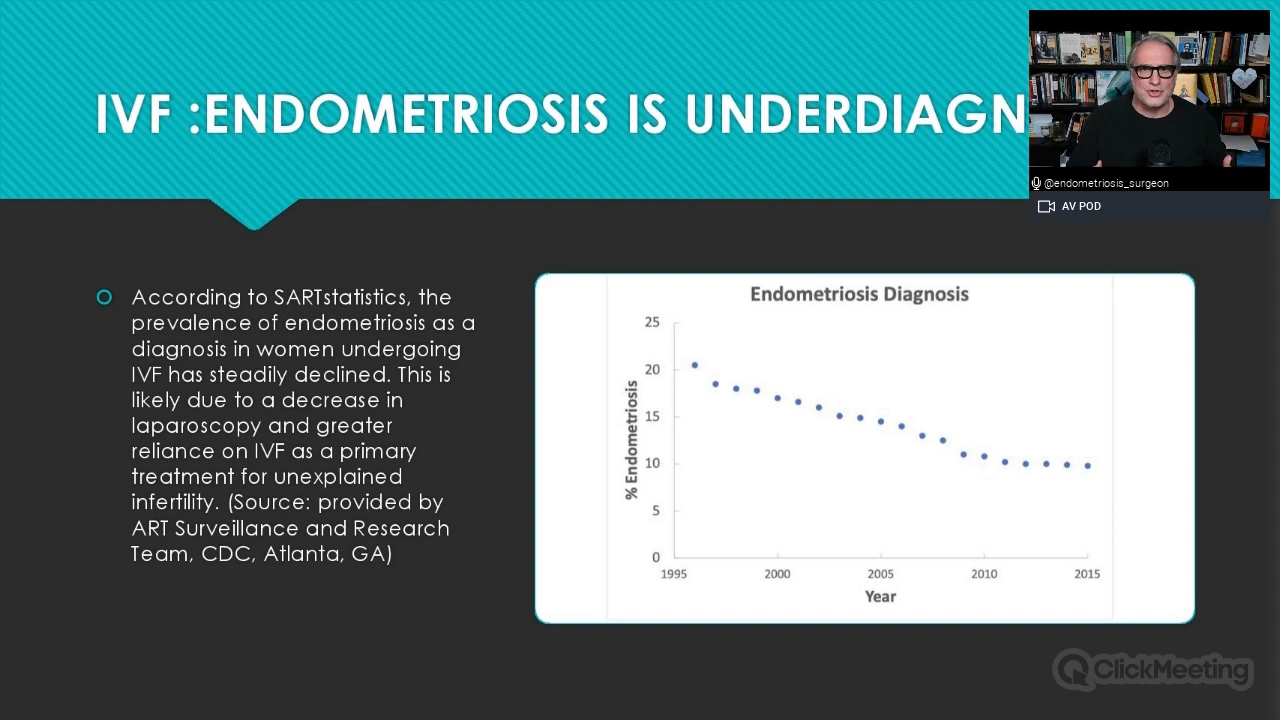 IVF :ENDOMETRIOSIS IS UNDERDIAGN
@endometriosis_surgeon
AV POD
According to SARTstatistics, the
prevalence of endometriosis as a
diagnosis in women undergoing
IVF has steadily declined. This is
likely due to a decrease in
laparoscopy and greater
reliance on IVF as a primary
treatment for unexplained
infertility. (Source: provided by
ART Surveillance and Research
Team, CDC, Atlanta, GA)
Endometriosis Diagnosis
% Endometriosis
25
20
15
10
5
0
1995 2000 2005 2010 2015
Year
ClickMeeting